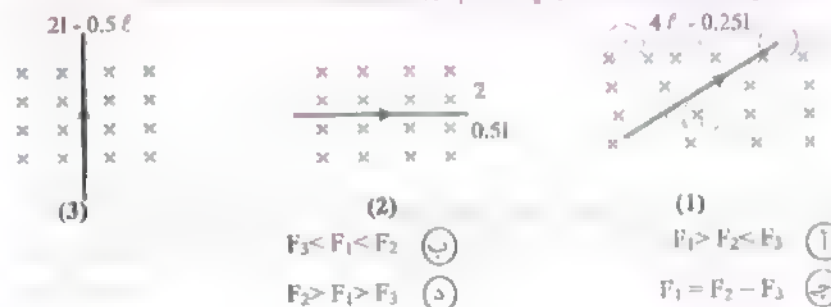 4 ℓ - 0.25I
2
0.5I
2I - 0.5 ℓ
(1)
(2)
(3)
أ F₁ > F₂ < F₃
ب F₃ < F₁ < F₂
ج F₁ = F₂ - F₃
د F₂ > F₁ > F₃